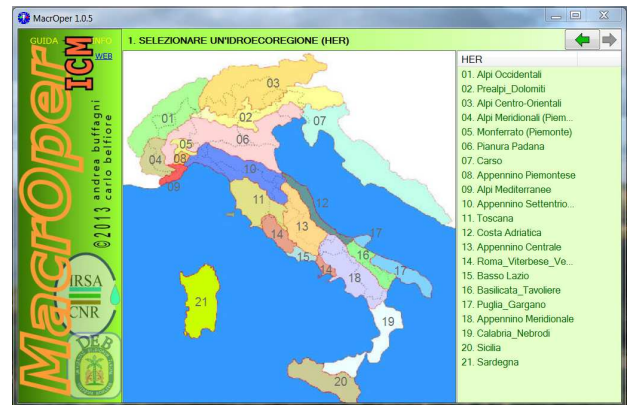 MacrOper 1.0.5
GUIDA
INFO
WEB
MacrOper
ICM
©2013 andrea buffagni
carlo belfiore
IRSA
CNR
DEB
1. SELEZIONARE UN'IDROECOREGIONE (HER)
03
01
02
07
06
05
04
08
09
10
11
12
13
14
17
16
15
14
17
18
21
19
20
HER
01. Alpi Occidentali
02. Prealpi_Dolomiti
03. Alpi Centro-Orientali
04. Alpi Meridionali (Piem...
05. Monferrato (Piemonte)
06. Pianura Padana
07. Carso
08. Appennino Piemontese
09. Alpi Mediterranee
10. Appennino Settentrio...
11. Toscana
12. Costa Adriatica
13. Appennino Centrale
14. Roma_Viterbese_Ve...
15. Basso Lazio
16. Basilicata_Tavoliere
17. Puglia_Gargano
18. Appennino Meridionale
19. Calabria_Nebrodi
20. Sicilia
21. Sardegna